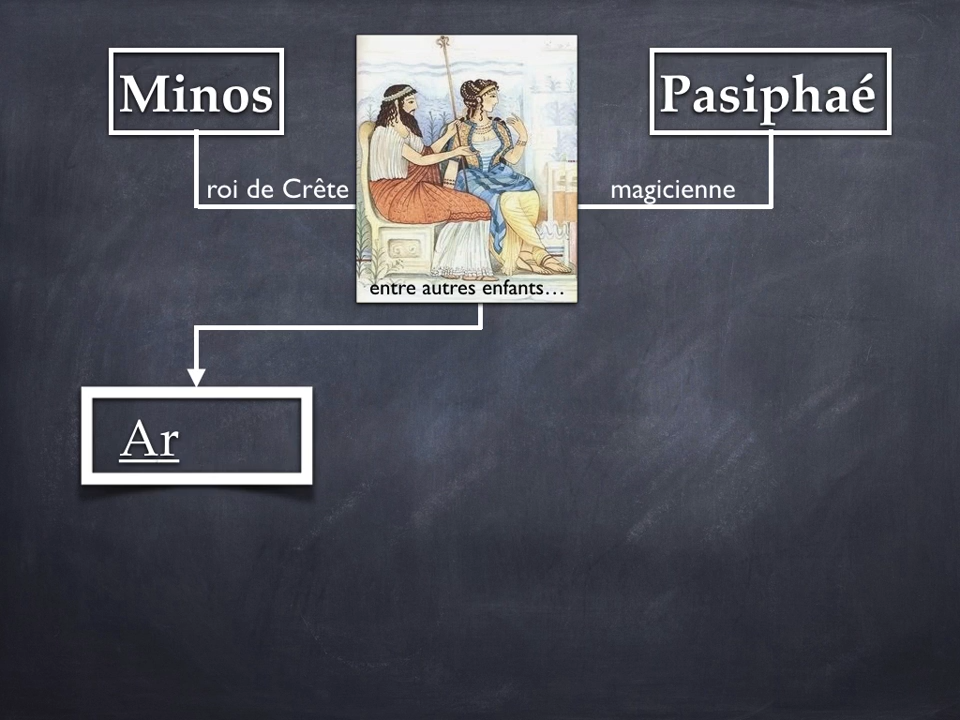 Minos
Pasiphaé
roi de Crête
magicienne
entre autres enfants…
Ar